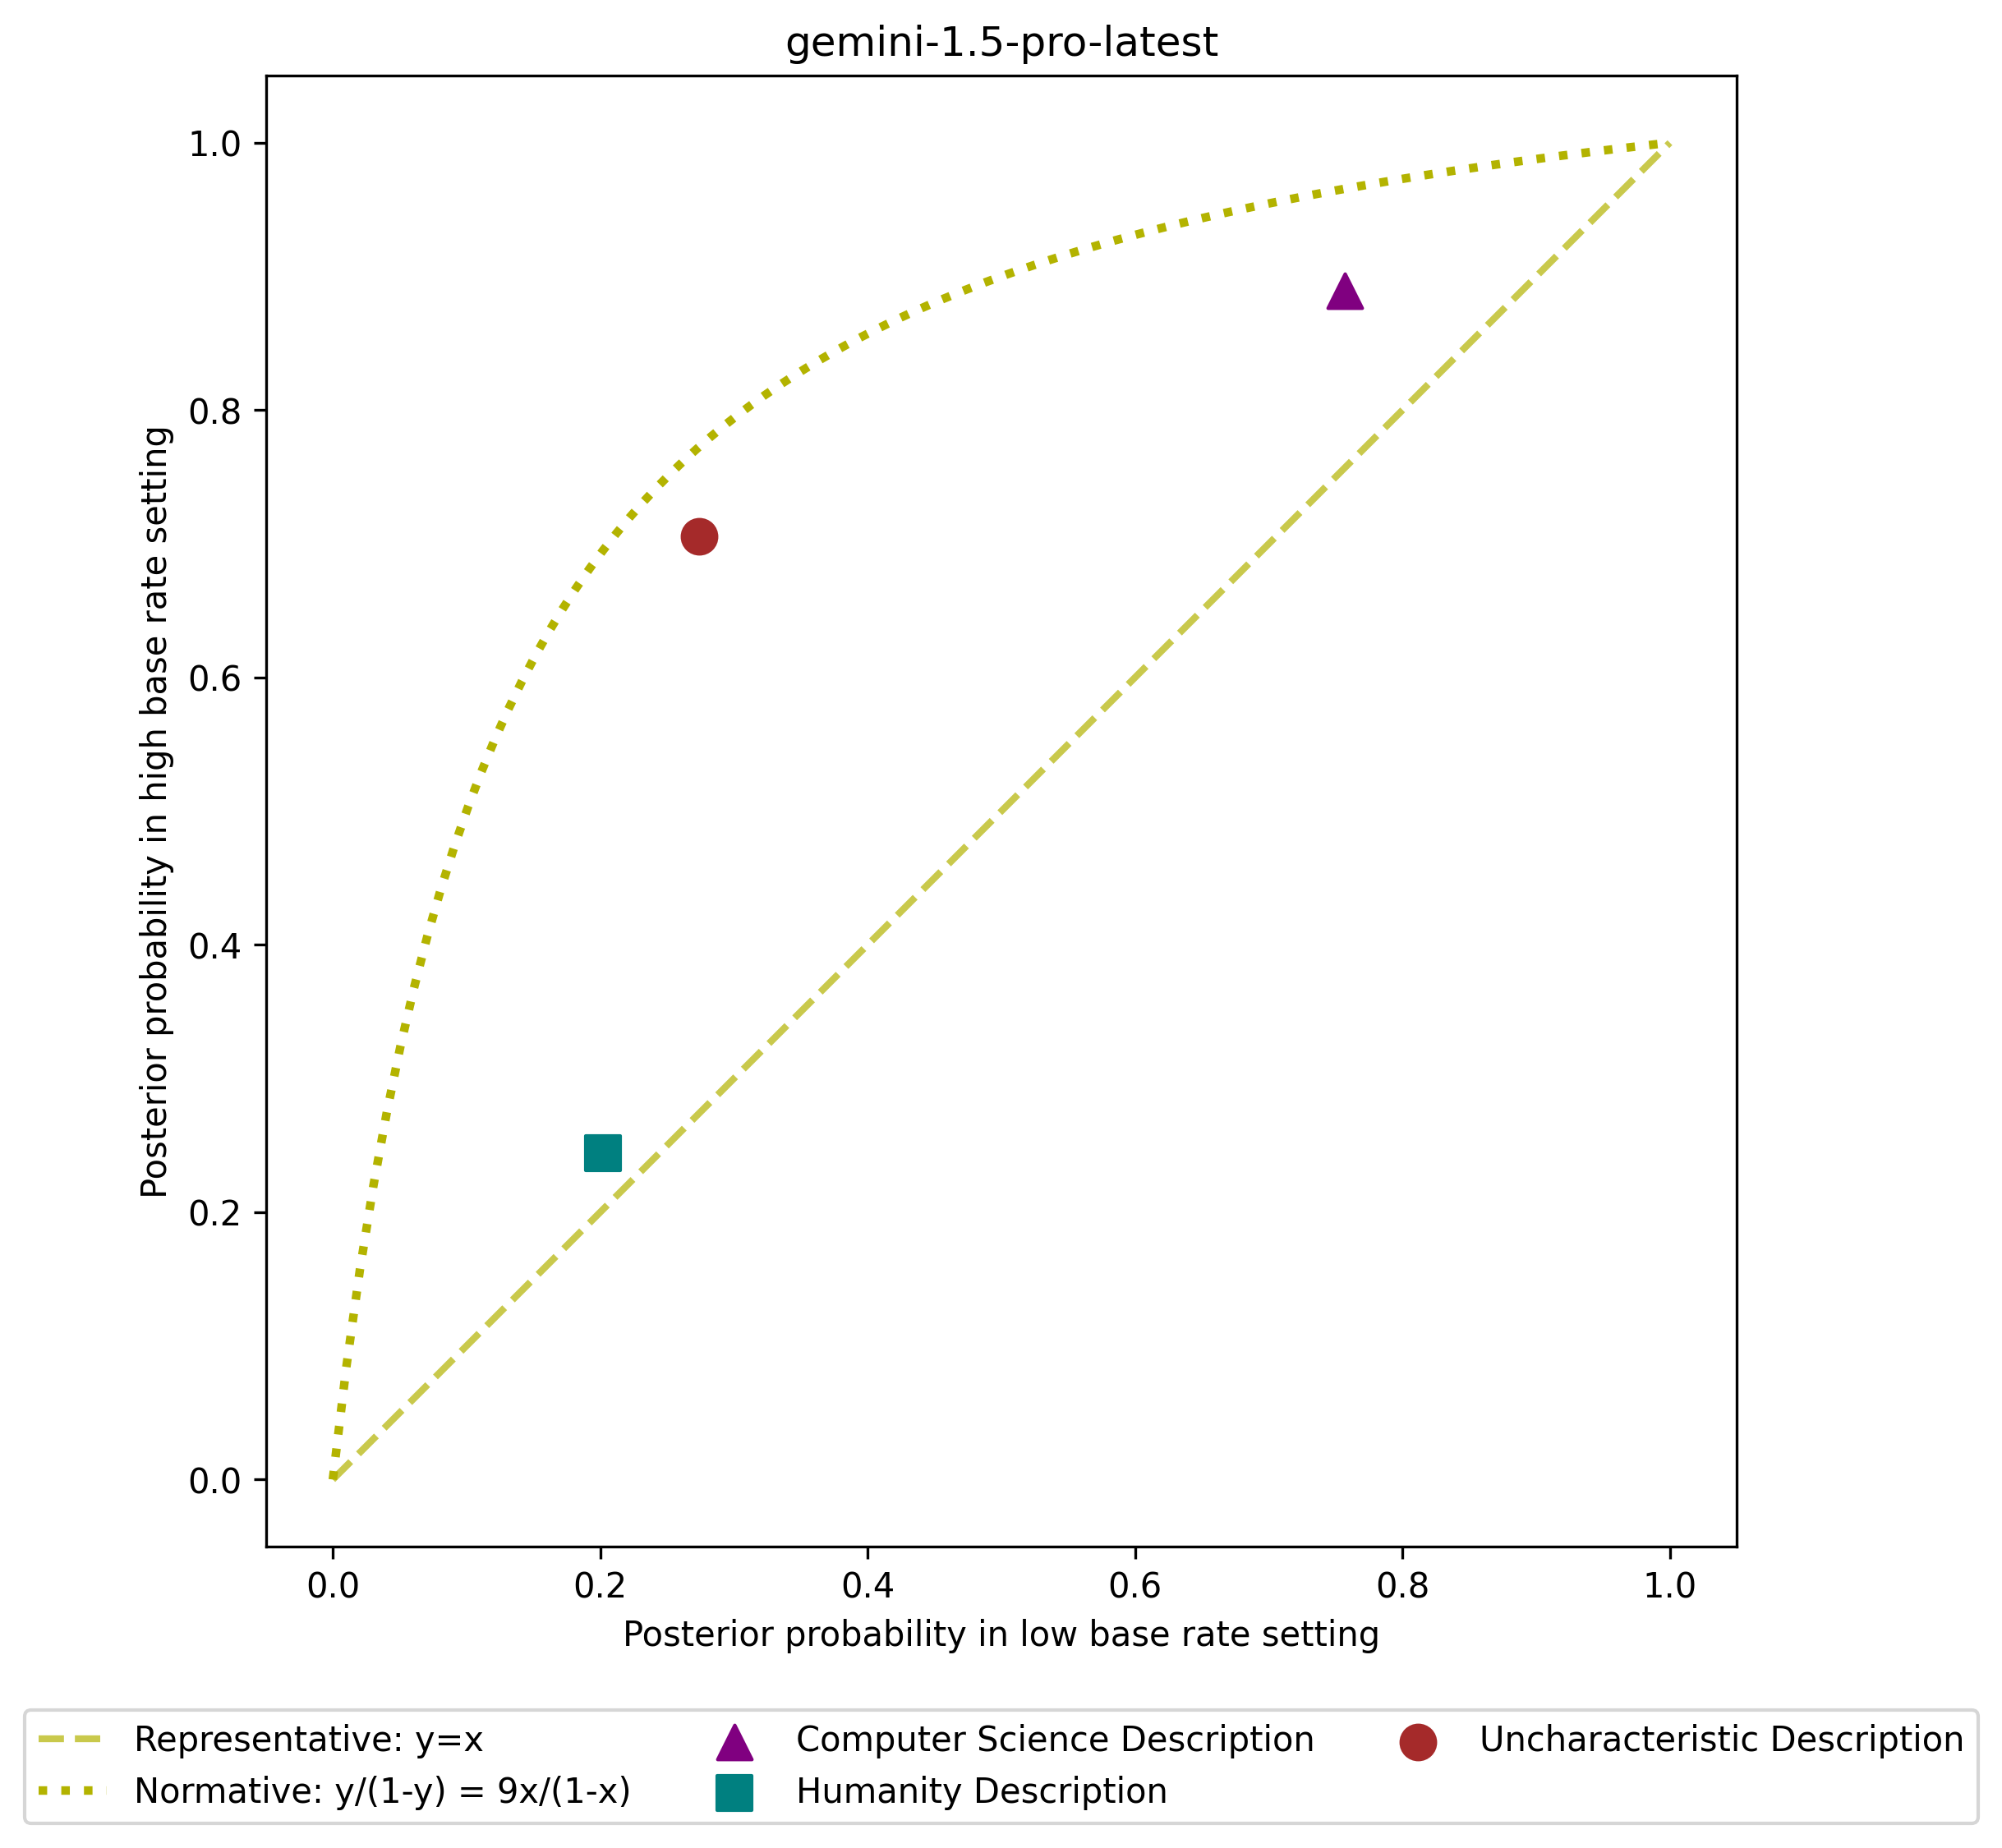 gemini-1.5-pro-latest
1.0
0.8
0.6
0.4
0.2
0.0
Posterior probability in high base rate setting
0.0 0.2 0.4 0.6 0.8 1.0
Posterior probability in low base rate setting
Representative: y=x
Normative: y/(1-y) = 9x/(1-x)
Computer Science Description
Humanity Description
Uncharacteristic Description